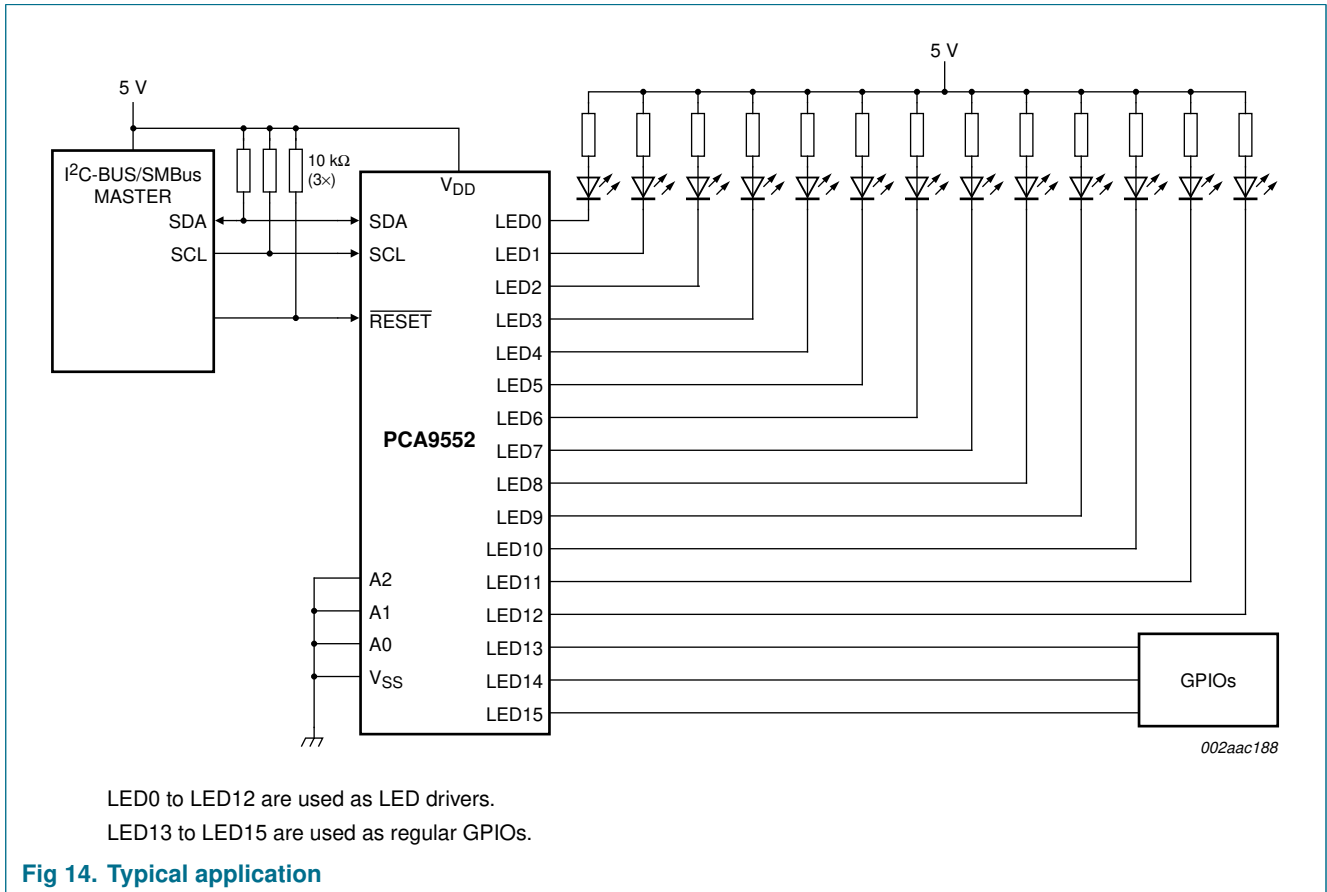 5 V
5 V
I²C-BUS/SMBus
MASTER
SDA
SCL
10 kΩ
(3×)
VDD
SDA
SCL
RESET
PCA9552
A2
A1
A0
VSS
LED0
LED1
LED2
LED3
LED4
LED5
LED6
LED7
LED8
LED9
LED10
LED11
LED12
LED13
LED14
LED15
GPIOs
002aac188
LED0 to LED12 are used as LED drivers.
LED13 to LED15 are used as regular GPIOs.
Fig 14. Typical application